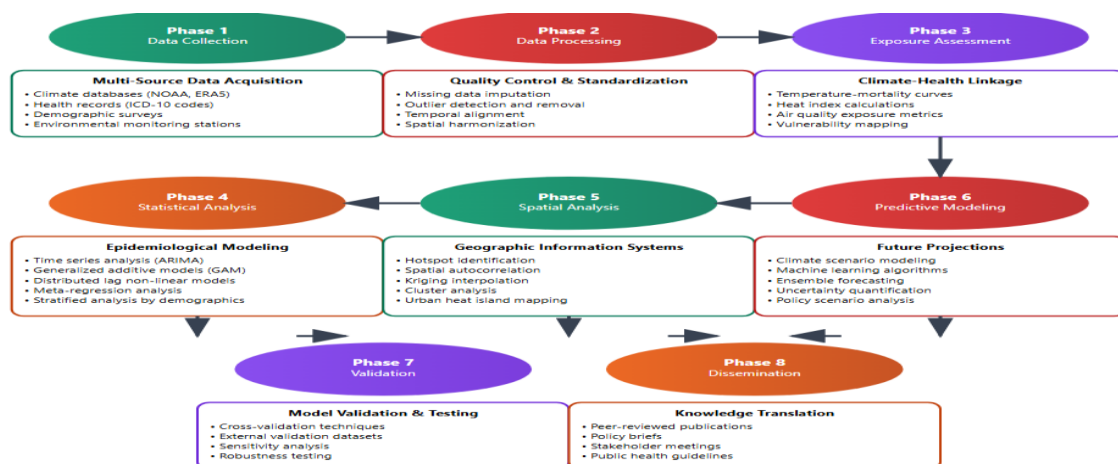 Phase 1
Data Collection
Phase 2
Data Processing
Phase 3
Exposure Assessment
Multi-Source Data Acquisition
• Climate databases (NOAA, ERA5)
• Health records (ICD-10 codes)
• Demographic surveys
• Environmental monitoring stations
Quality Control & Standardization
• Missing data imputation
• Outlier detection and removal
• Temporal alignment
• Spatial harmonization
Climate-Health Linkage
• Temperature-mortality curves
• Heat index calculations
• Air quality exposure metrics
• Vulnerability mapping
Phase 4
Statistical Analysis
Phase 5
Spatial Analysis
Phase 6
Predictive Modeling
Epidemiological Modeling
• Time series analysis (ARIMA)
• Generalized additive models (GAM)
• Distributed lag non-linear models
• Meta-regression analysis
• Stratified analysis by demographics
Geographic Information Systems
• Hotspot identification
• Spatial autocorrelation
• Kriging interpolation
• Cluster analysis
• Urban heat island mapping
Future Projections
• Climate scenario modeling
• Machine learning algorithms
• Ensemble forecasting
• Uncertainty quantification
• Policy scenario analysis
Phase 7
Validation
Phase 8
Dissemination
Model Validation & Testing
• Cross-validation techniques
• External validation datasets
• Sensitivity analysis
• Robustness testing
Knowledge Translation
• Peer-reviewed publications
• Policy briefs
• Stakeholder meetings
• Public health guidelines